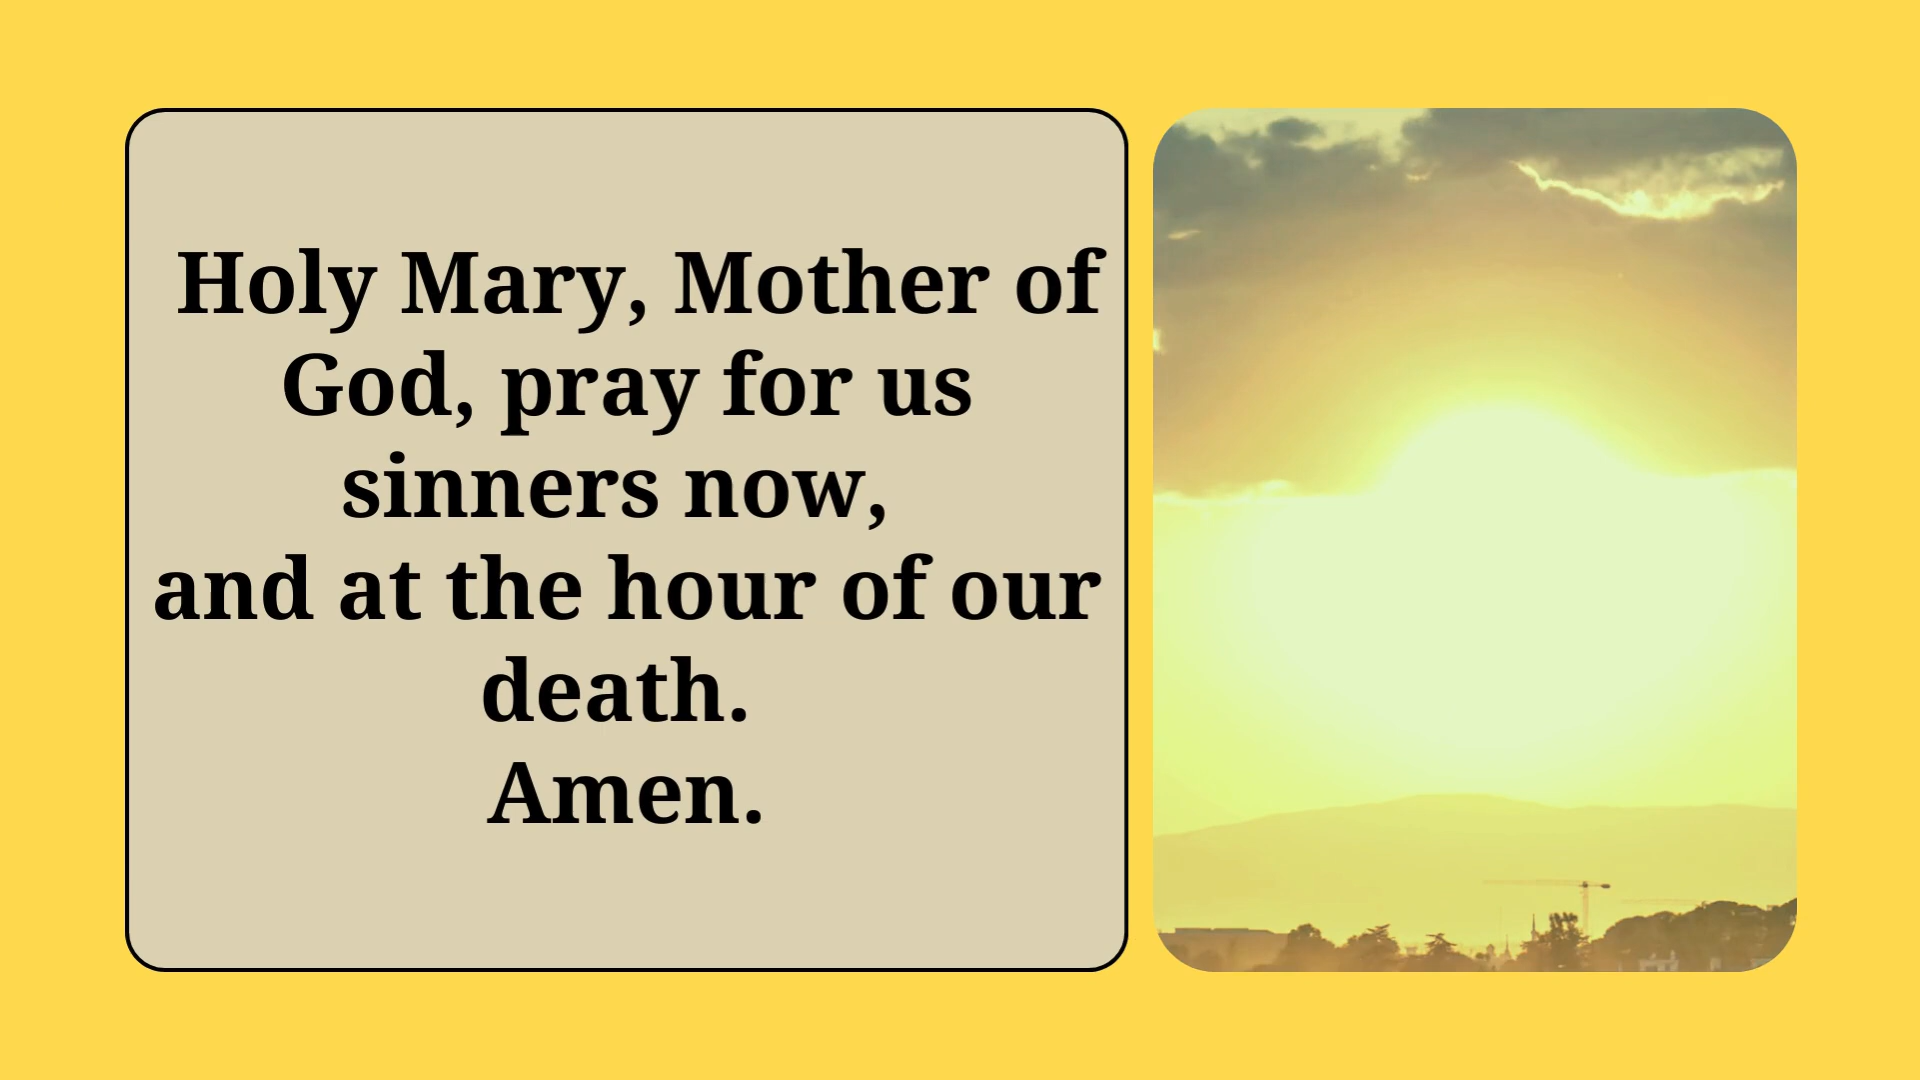 Holy Mary, Mother of
God, pray for us
sinners now,
and at the hour of our
death.
Amen.